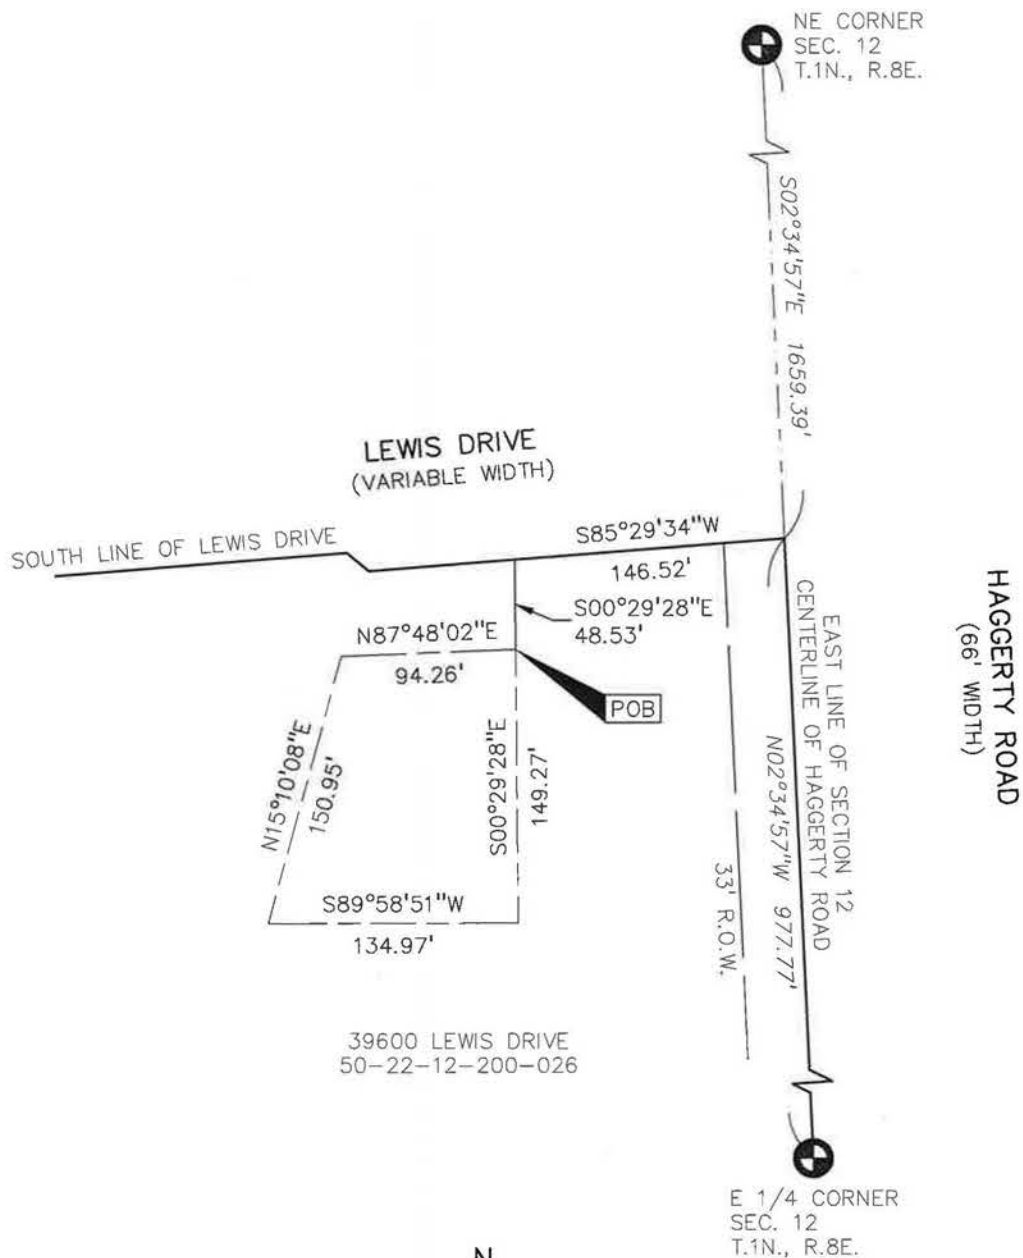 NE CORNER
SEC. 12
T.1N., R.8E.
S02°34'57"E 1659.39'
LEWIS DRIVE
(VARIABLE WIDTH)
SOUTH LINE OF LEWIS DRIVE
S85°29'34"W
146.52'
S00°29'28"E
48.53'
N87°48'02"E
94.26'
POB
N15°10'08"E
150.95'
S00°29'28"E
149.27'
S89°58'51"W
134.97'
33' R.O.W.
EAST LINE OF SECTION 12
CENTERLINE OF HAGGERTY ROAD
N02°34'57"W 977.77'
HAGGERTY ROAD
(66' WIDTH)
39600 LEWIS DRIVE
50-22-12-200-026
E 1/4 CORNER
SEC. 12
T.1N., R.8E.
N